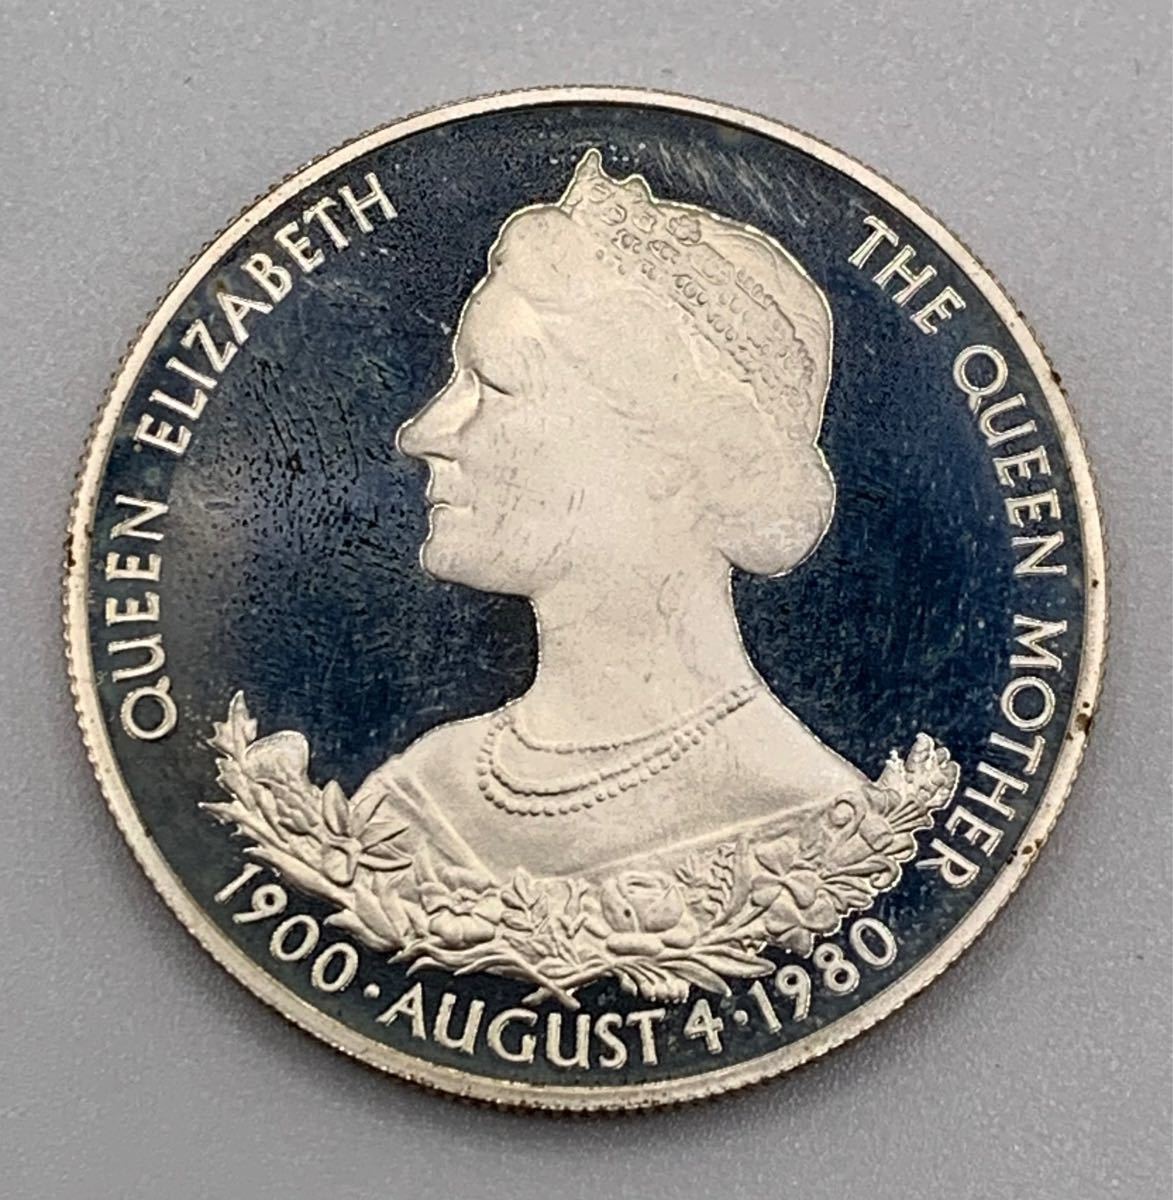 QUEEN ELIZABETH
THE QUEEN MOTHER
1900 · AUGUST 4 · 1980